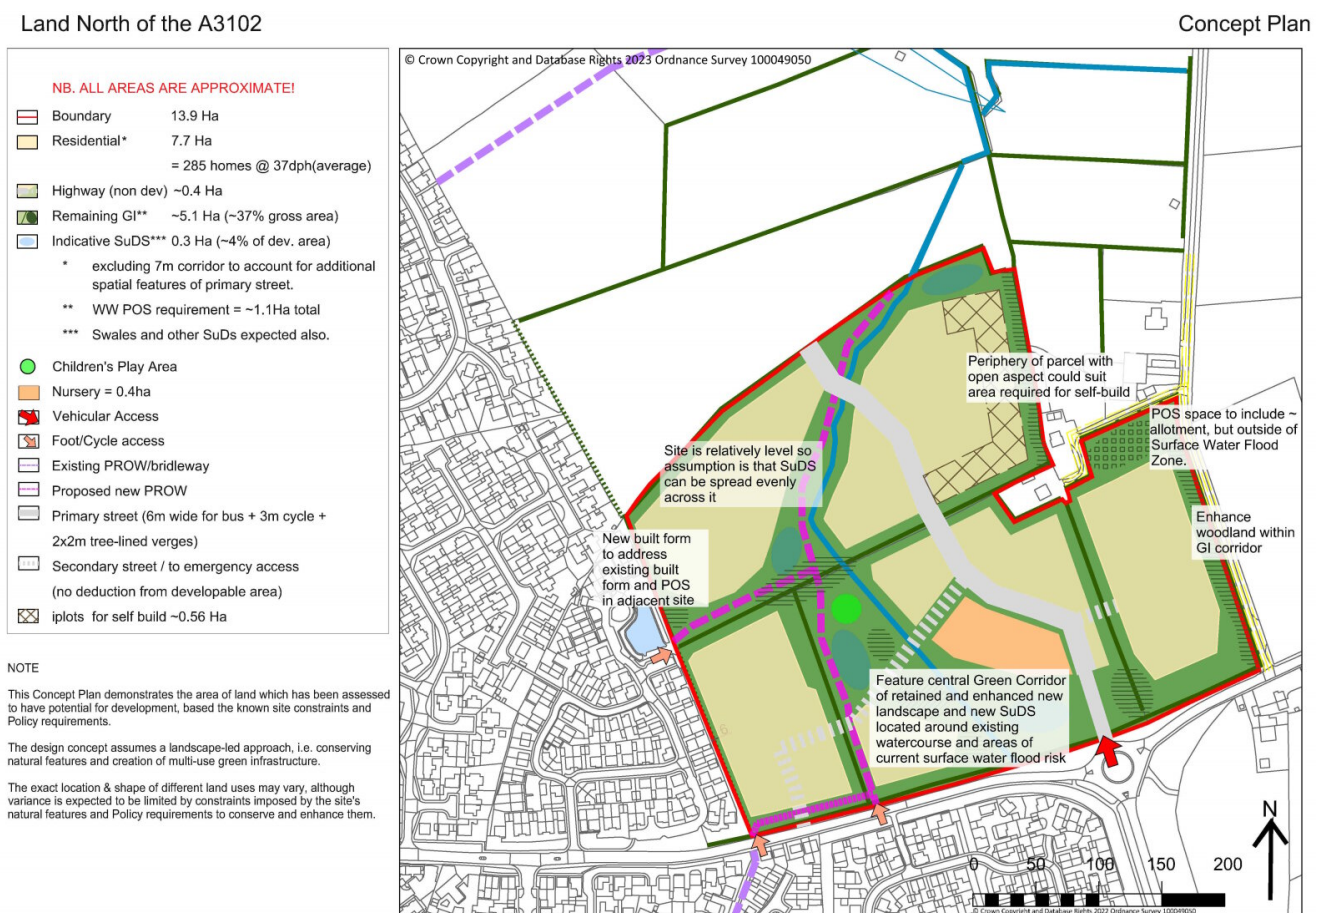 Land North of the A3102
Concept Plan
NB. ALL AREAS ARE APPROXIMATE!
Boundary 13.9 Ha
Residential* 7.7 Ha
= 285 homes @ 37dph(average)
Highway (non dev) ~0.4 Ha
Remaining GI** ~5.1 Ha (~37% gross area)
Indicative SuDS*** 0.3 Ha (~4% of dev. area)
* excluding 7m corridor to account for additional
spatial features of primary street.
** WW POS requirement = ~1.1Ha total
*** Swales and other SuDs expected also.
Children's Play Area
Nursery = 0.4ha
Vehicular Access
Foot/Cycle access
Existing PROW/bridleway
Proposed new PROW
Primary street (6m wide for bus + 3m cycle +
2x2m tree-lined verges)
Secondary street / to emergency access
(no deduction from developable area)
iplots for self build ~0.56 Ha
NOTE
This Concept Plan demonstrates the area of land which has been assessed
to have potential for development, based the known site constraints and
Policy requirements.
The design concept assumes a landscape-led approach, i.e. conserving
natural features and creation of multi-use green infrastructure.
The exact location & shape of different land uses may vary, although
variance is expected to be limited by constraints imposed by the site's
natural features and Policy requirements to conserve and enhance them.
© Crown Copyright and Database Rights 2023 Ordnance Survey 100049050
Periphery of parcel with
open aspect could suit
area required for self-build
POS space to include ~
allotment, but outside of
Surface Water Flood
Zone.
Site is relatively level so
assumption is that SuDS
can be spread evenly
across it
Enhance
woodland within
GI corridor
New built form
to address
existing built
form and POS
in adjacent site
Feature central Green Corridor
of retained and enhanced new
landscape and new SuDS
located around existing
watercourse and areas of
current surface water flood risk
N
0 50 100 150 200
© Crown Copyright and Database Rights 2022 Ordnance Survey 100049050